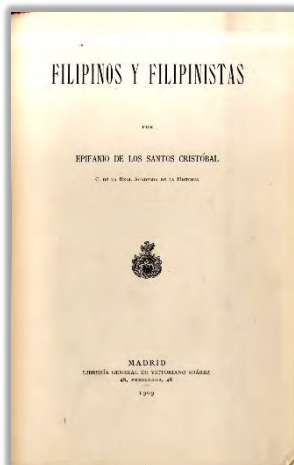 FILIPINOS Y FILIPINISTAS
POR
EPIFANIO DE LOS SANTOS CRISTÓBAL
C. DE LA REAL ACADEMIA DE LA HISTORIA
MADRID
LIBRERÍA GENERAL DE VICTORIANO SUÁREZ
48, PRECIADOS, 48
1909